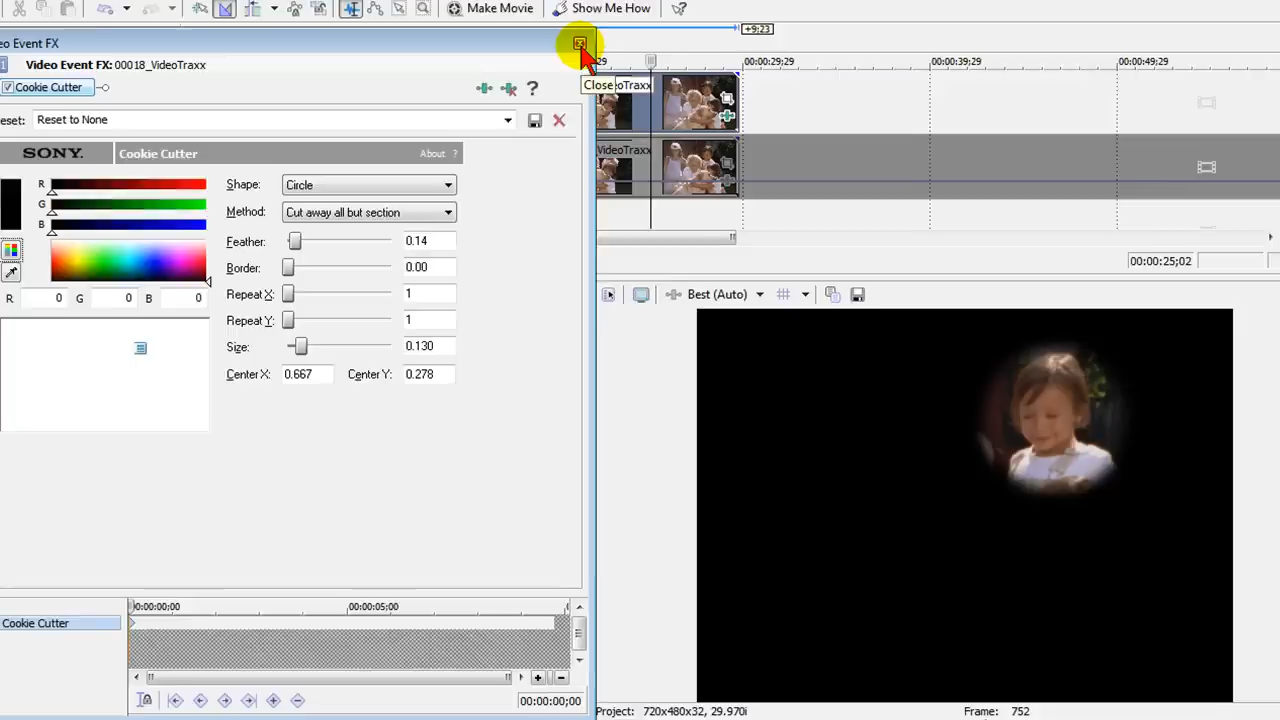 Make Movie Show Me How
+9;23
eo Event FX
Video Event FX: 00018_VideoTraxx
Cookie Cutter
eset: Reset to None
SONY. Cookie Cutter About ?
R
G
B
R 0 G 0 B 0
Shape: Circle
Method: Cut away all but section
Feather: 0.14
Border: 0.00
Repeat X: 1
Repeat Y: 1
Size: 0.130
Center X: 0.667 Center Y: 0.278
Close
oTraxx
:29 00:00:29;29 00:00:39;29 00:00:49;29
_VideoTraxx
00:00:25;02
Best (Auto)
00:00:00;00 00:00:05;00
Cookie Cutter
00:00:00;00
Project: 720x480x32, 29.970i Frame: 752